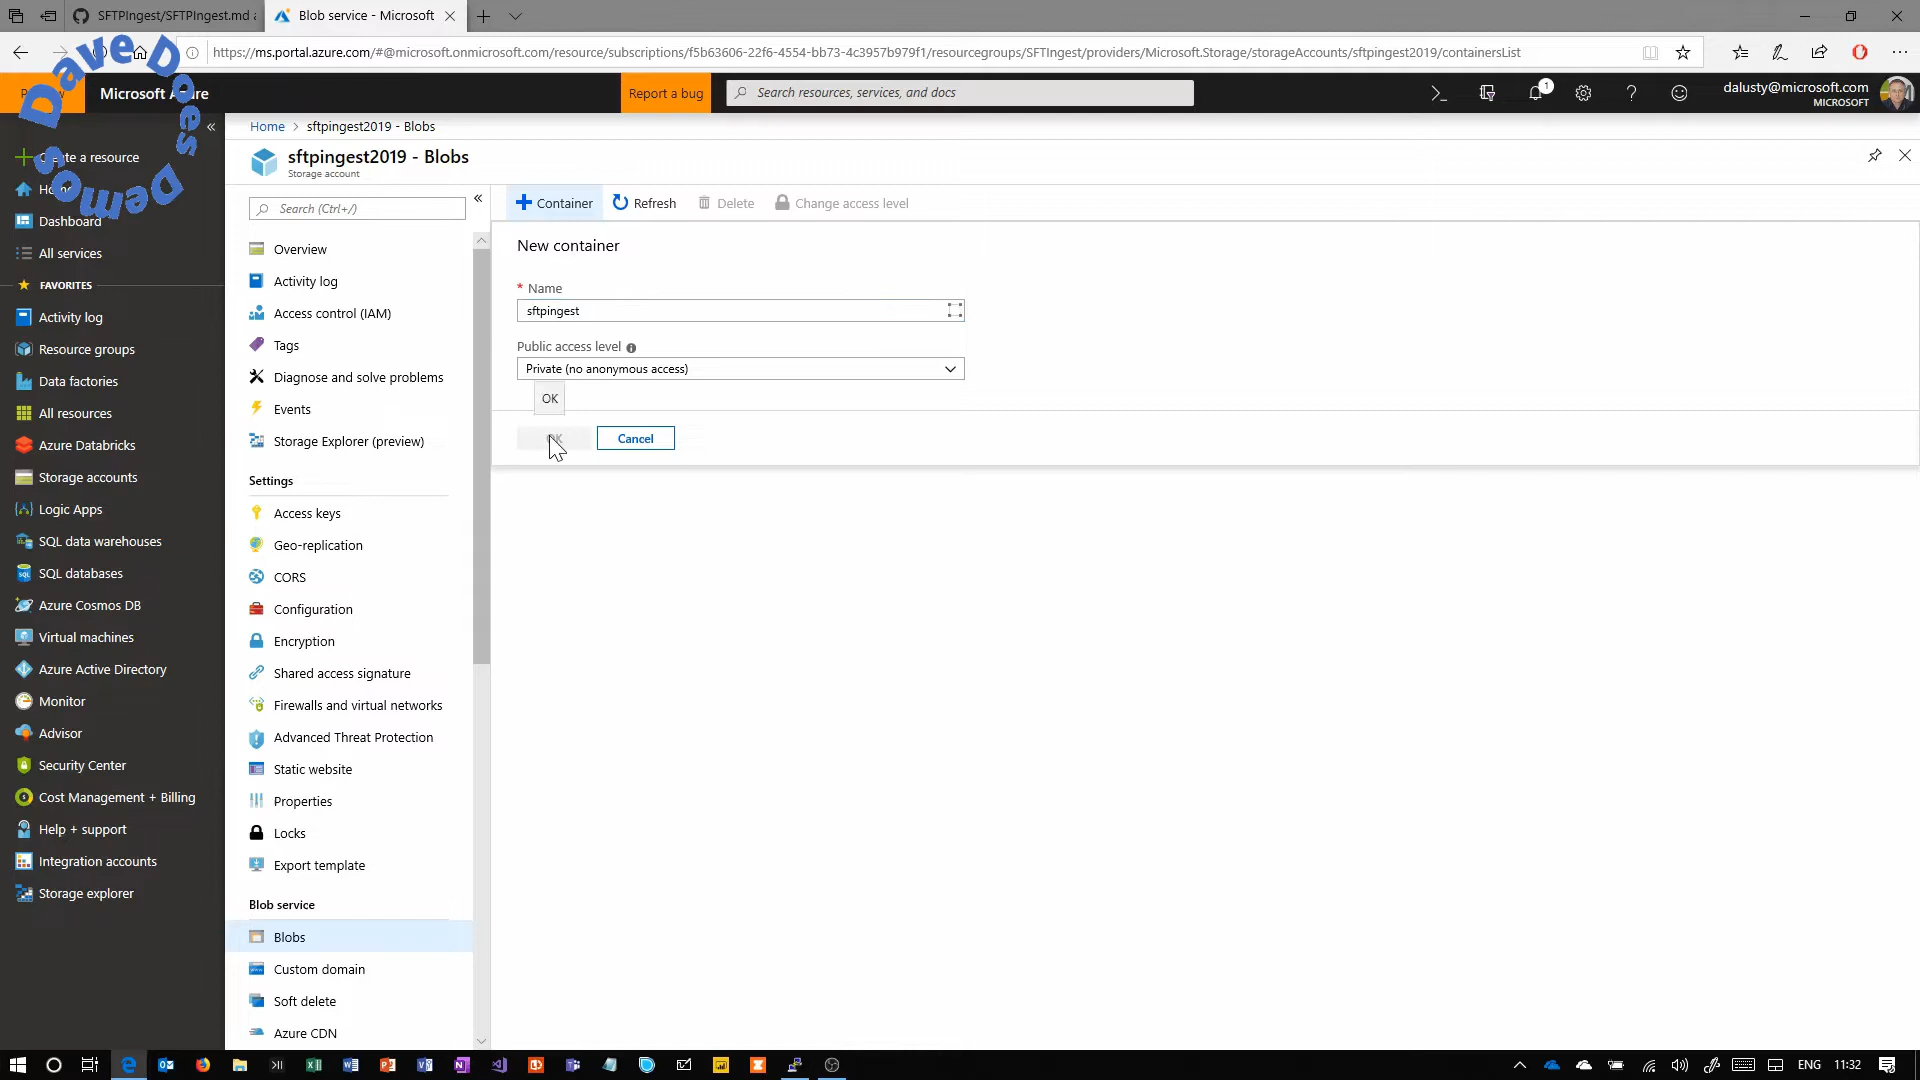 SFTPIngest/SFTPIngest.md a
Blob service - Microsoft
https://ms.portal.azure.com/#@microsoft.onmicrosoft.com/resource/subscriptions/f5b63606-22f6-4554-bb73-4c3957b979f1/resourcegroups/SFTIngest/providers/Microsoft.Storage/storageAccounts/sftpingest2019/containersList
Dave Does Demos
Microsoft Azure
Report a bug
Search resources, services, and docs
1
dalusty@microsoft.com
MICROSOFT
Create a resource
Home
Dashboard
All services
FAVORITES
Activity log
Resource groups
Data factories
All resources
Azure Databricks
Storage accounts
Logic Apps
SQL data warehouses
SQL databases
Azure Cosmos DB
Virtual machines
Azure Active Directory
Monitor
Advisor
Security Center
Cost Management + Billing
Help + support
Integration accounts
Storage explorer
Home > sftpingest2019 - Blobs
sftpingest2019 - Blobs
Storage account
Search (Ctrl+/)
Overview
Activity log
Access control (IAM)
Tags
Diagnose and solve problems
Events
Storage Explorer (preview)
Settings
Access keys
Geo-replication
CORS
Configuration
Encryption
Shared access signature
Firewalls and virtual networks
Advanced Threat Protection
Static website
Properties
Locks
Export template
Blob service
Blobs
Custom domain
Soft delete
Azure CDN
Container
Refresh
Delete
Change access level
New container
* Name
sftpingest
Public access level
Private (no anonymous access)
OK
OK
Cancel
ENG
11:32